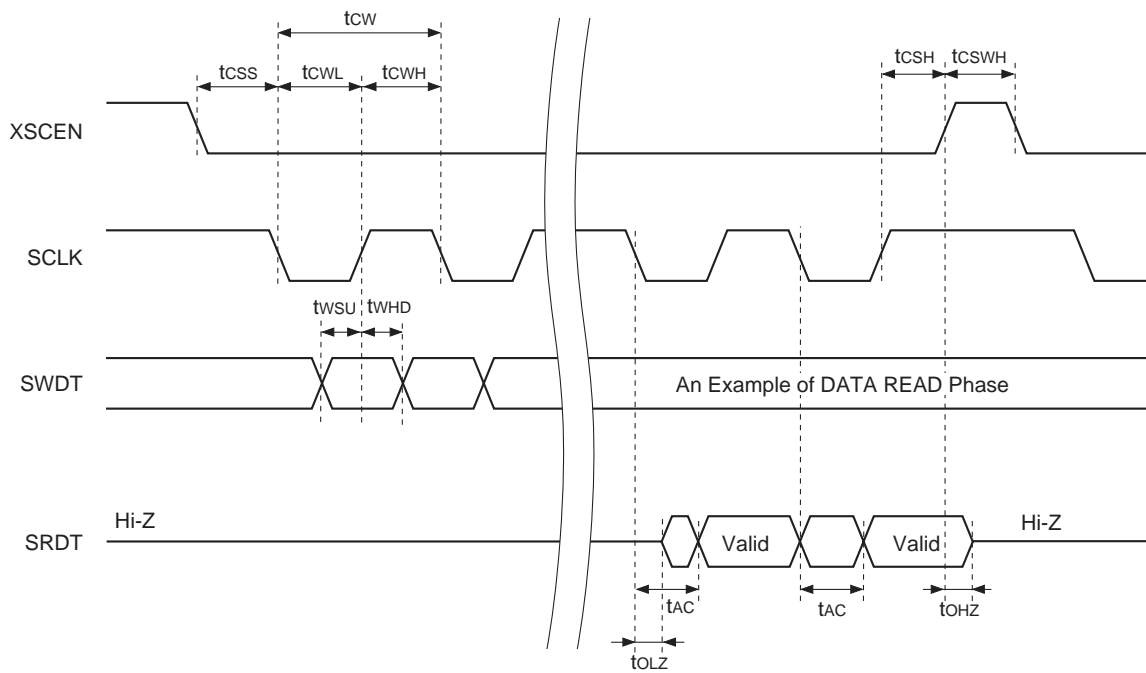 tCW
tCSS tCWL tCWH tCSH tCSWH
XSCEN
SCLK
tWSU tWHD
SWDT An Example of DATA READ Phase
Hi-Z Hi-Z
SRDT Valid Valid
tAC tAC tOHZ
tOLZ